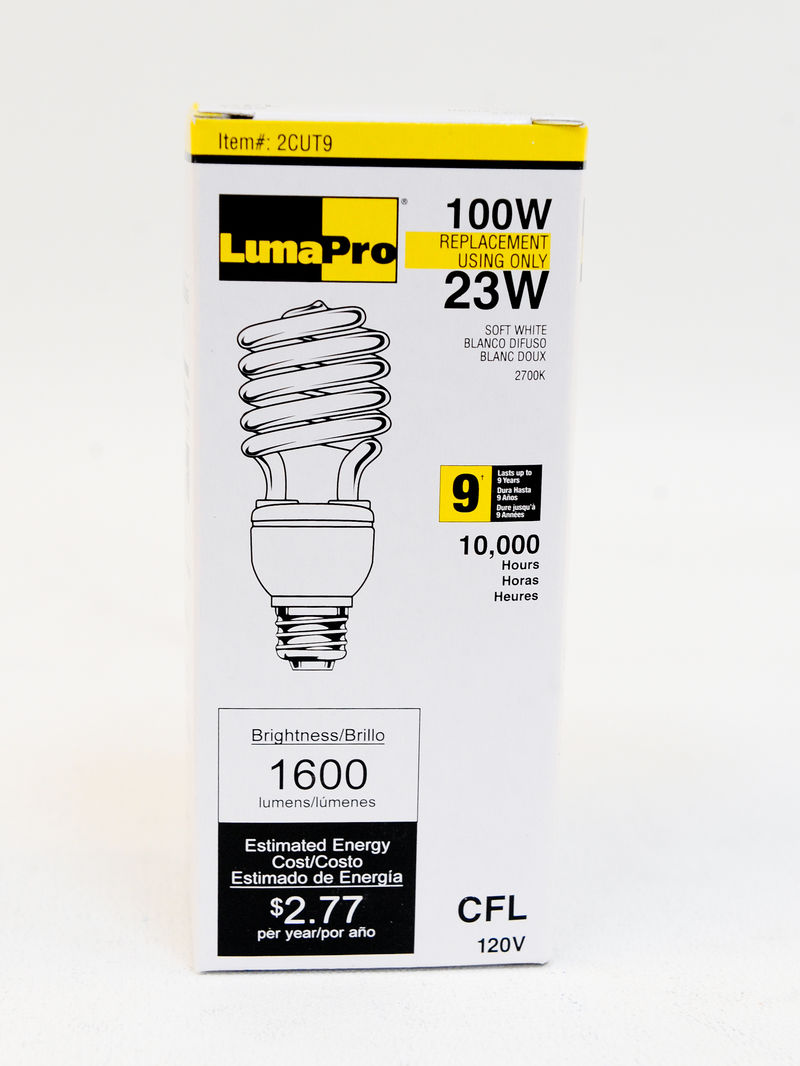 Item#: 2CUT9
LumaPro®
100W
REPLACEMENT
USING ONLY
23W
SOFT WHITE
BLANCO DIFUSO
BLANC DOUX
2700K
9†
Lasts up to
9 Years
Dura Hasta
9 Años
Dure jusqu'à
9 Années
10,000
Hours
Horas
Heures
Brightness/Brillo
1600
lumens/lúmenes
Estimated Energy
Cost/Costo
Estimado de Energía
$2.77
per year/por año
CFL
120V